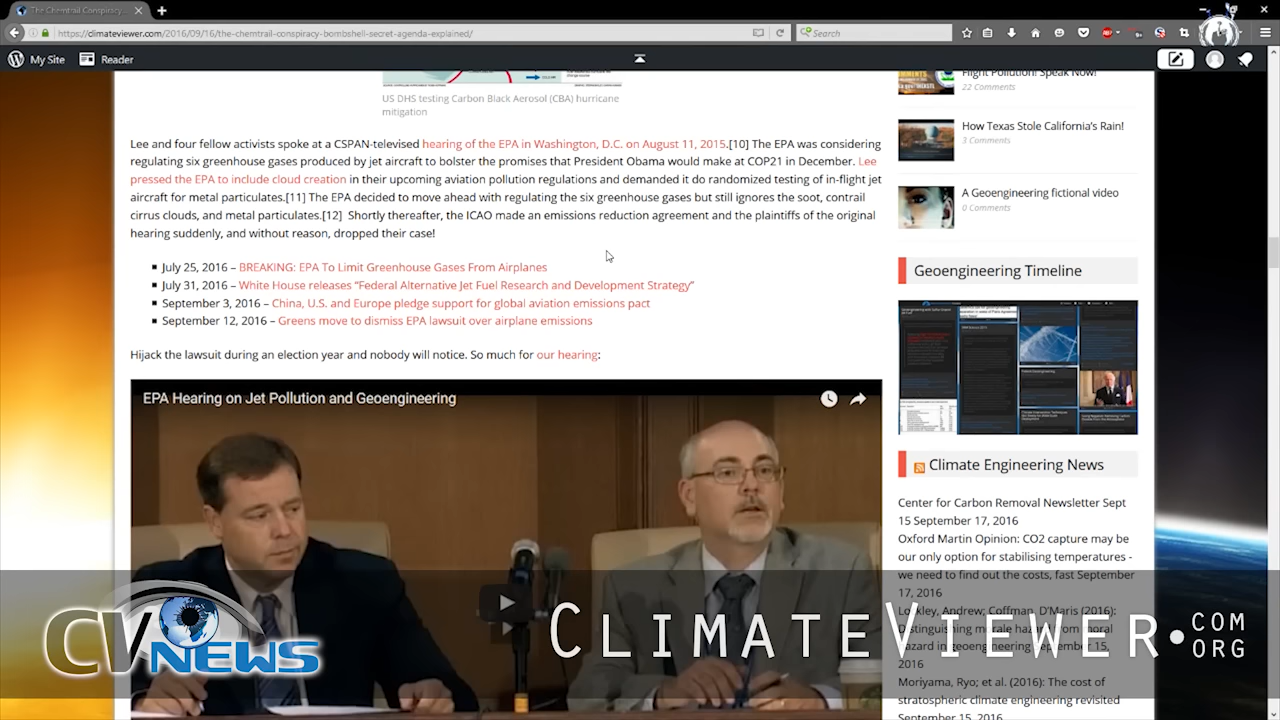 The Chemtrail Conspiracy...
https://climateviewer.com/2016/09/16/the-chemtrail-conspiracy-bombshell-secret-agenda-explained/
Search
My Site
Reader
US DHS testing Carbon Black Aerosol (CBA) hurricane
mitigation
Lee and four fellow activists spoke at a CSPAN-televised hearing of the EPA in Washington, D.C. on August 11, 2015.[10] The EPA was considering
regulating six greenhouse gases produced by jet aircraft to bolster the promises that President Obama would make at COP21 in December. Lee
pressed the EPA to include cloud creation in their upcoming aviation pollution regulations and demanded it do randomized testing of in-flight jet
aircraft for metal particulates.[11] The EPA decided to move ahead with regulating the six greenhouse gases but still ignores the soot, contrail
cirrus clouds, and metal particulates.[12] Shortly thereafter, the ICAO made an emissions reduction agreement and the plaintiffs of the original
hearing suddenly, and without reason, dropped their case!
July 25, 2016 – BREAKING: EPA To Limit Greenhouse Gases From Airplanes
July 31, 2016 – White House releases “Federal Alternative Jet Fuel Research and Development Strategy”
September 3, 2016 – China, U.S. and Europe pledge support for global aviation emissions pact
September 12, 2016 – Greens move to dismiss EPA lawsuit over airplane emissions
Hijack the lawsuit during an election year and nobody will notice. So much for our hearing:
EPA Hearing on Jet Pollution and Geoengineering
Flight Pollution! Speak Now!
22 Comments
How Texas Stole California's Rain!
3 Comments
A Geoengineering fictional video
0 Comments
Geoengineering Timeline
Climate Engineering News
Center for Carbon Removal Newsletter Sept
15 September 17, 2016
Oxford Martin Opinion: CO2 capture may be
our only option for stabilising temperatures -
we need to find out the costs, fast September
17, 2016
Lockley, Andrew; Coffman, D'Maris (2016):
Distinguishing morale hazard from moral
hazard in geoengineering September 15,
2016
Moriyama, Ryo; et al. (2016): The cost of
stratospheric climate engineering revisited
September 15, 2016
CV NEWS
CLIMATEVIEWER.COM
ORG